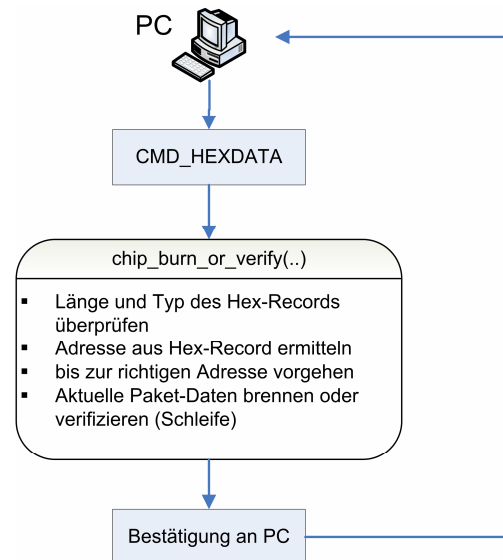 PC
CMD_HEXDATA
chip_burn_or_verify(..)
▪ Länge und Typ des Hex-Records
überprüfen
▪ Adresse aus Hex-Record ermitteln
▪ bis zur richtigen Adresse vorgehen
▪ Aktuelle Paket-Daten brennen oder
verifizieren (Schleife)
Bestätigung an PC